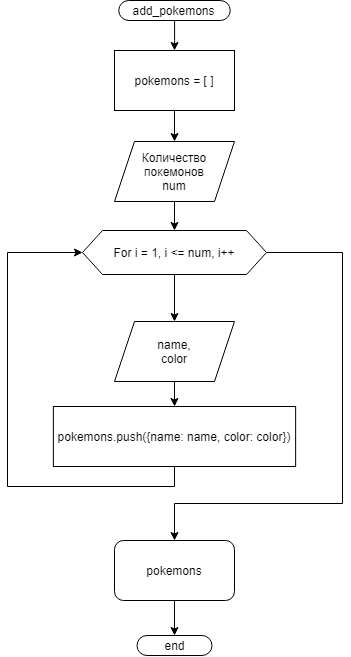 add_pokemons
pokemons = [ ]
Количество
покемонов
num
For i = 1, i <= num, i++
name,
color
pokemons.push({name: name, color: color})
pokemons
end